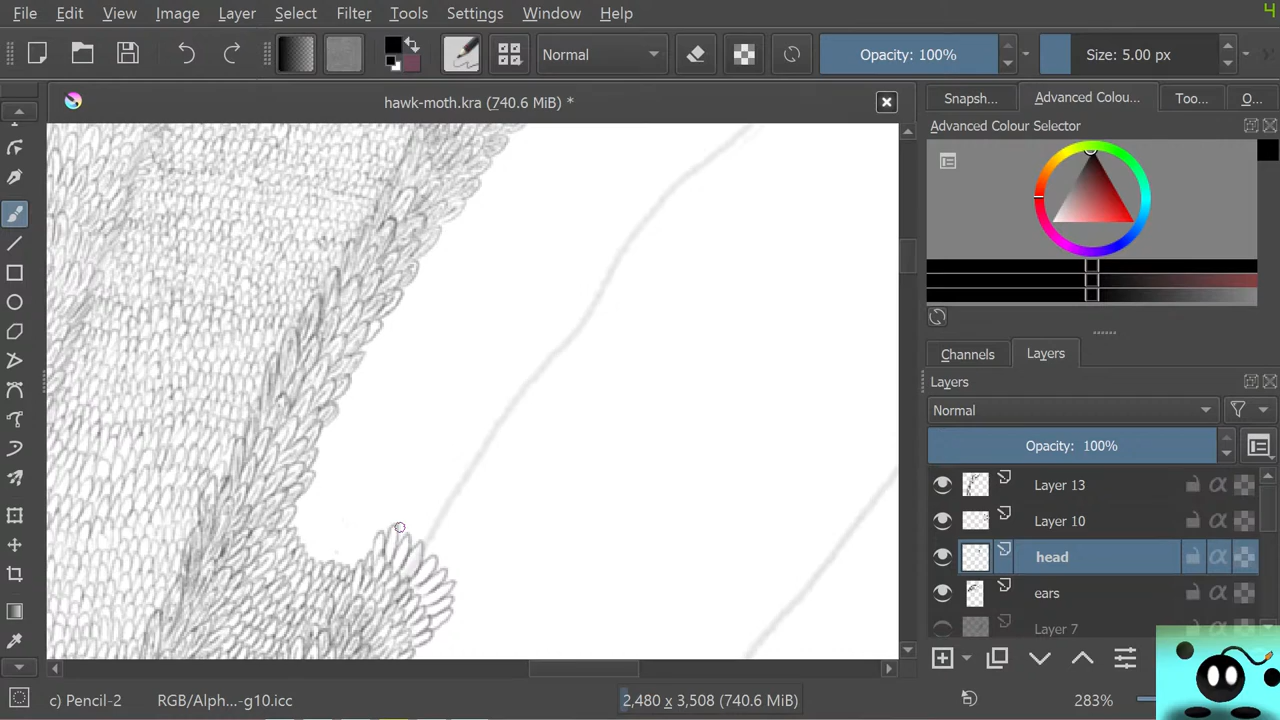 4
File Edit View Image Layer Select Filter Tools Settings Window Help
Normal Opacity: 100% Size: 5.00 px
hawk-moth.kra (740.6 MiB) *
Snapsh... Advanced Colou... Too... O...
Advanced Colour Selector
Channels Layers
Layers
Normal
Opacity: 100%
Layer 13
Layer 10
head
ears
Layer 7
c) Pencil-2 RGB/Alph...-g10.icc 2,480 x 3,508 (740.6 MiB) 283%